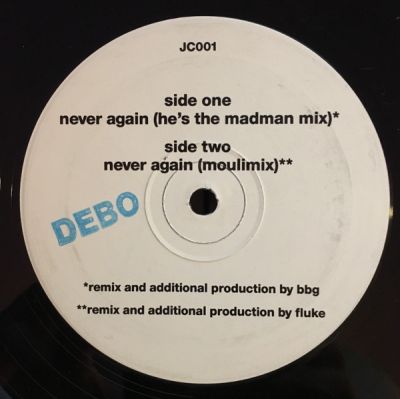 JC001
side one
never again (he's the madman mix)*
side two
never again (moulimix)**
DEBO
*remix and additional production by bbg
**remix and additional production by fluke